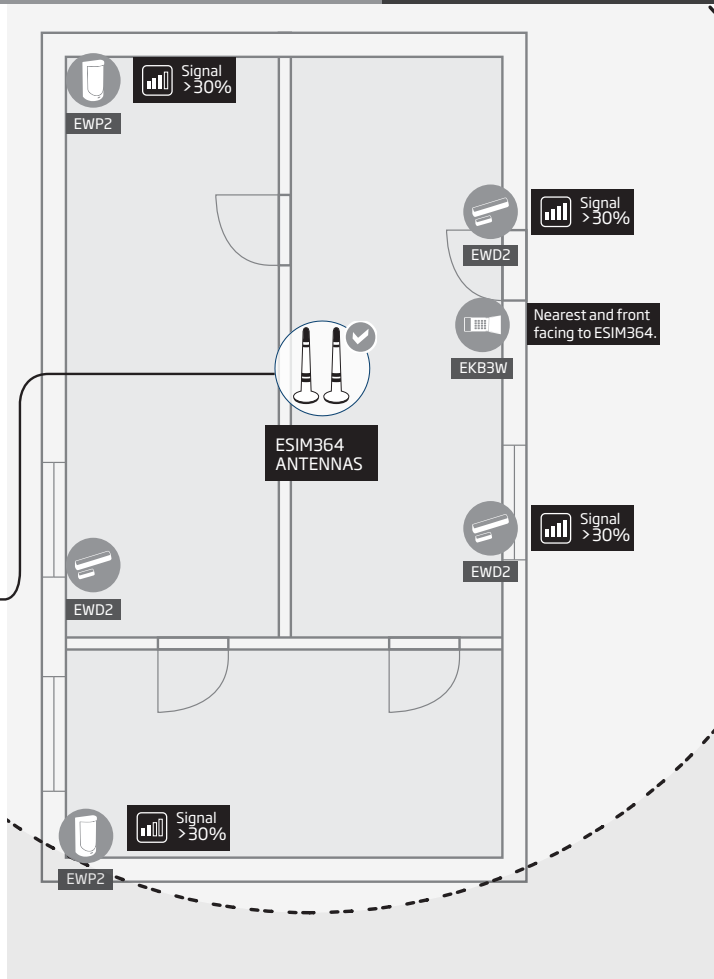 Signal
>30%
EWP2
Signal
>30%
EWD2
Nearest and front
facing to ESIM364.
EKB3W
ESIM364
ANTENNAS
Signal
>30%
EWD2
EWD2
Signal
>30%
EWP2